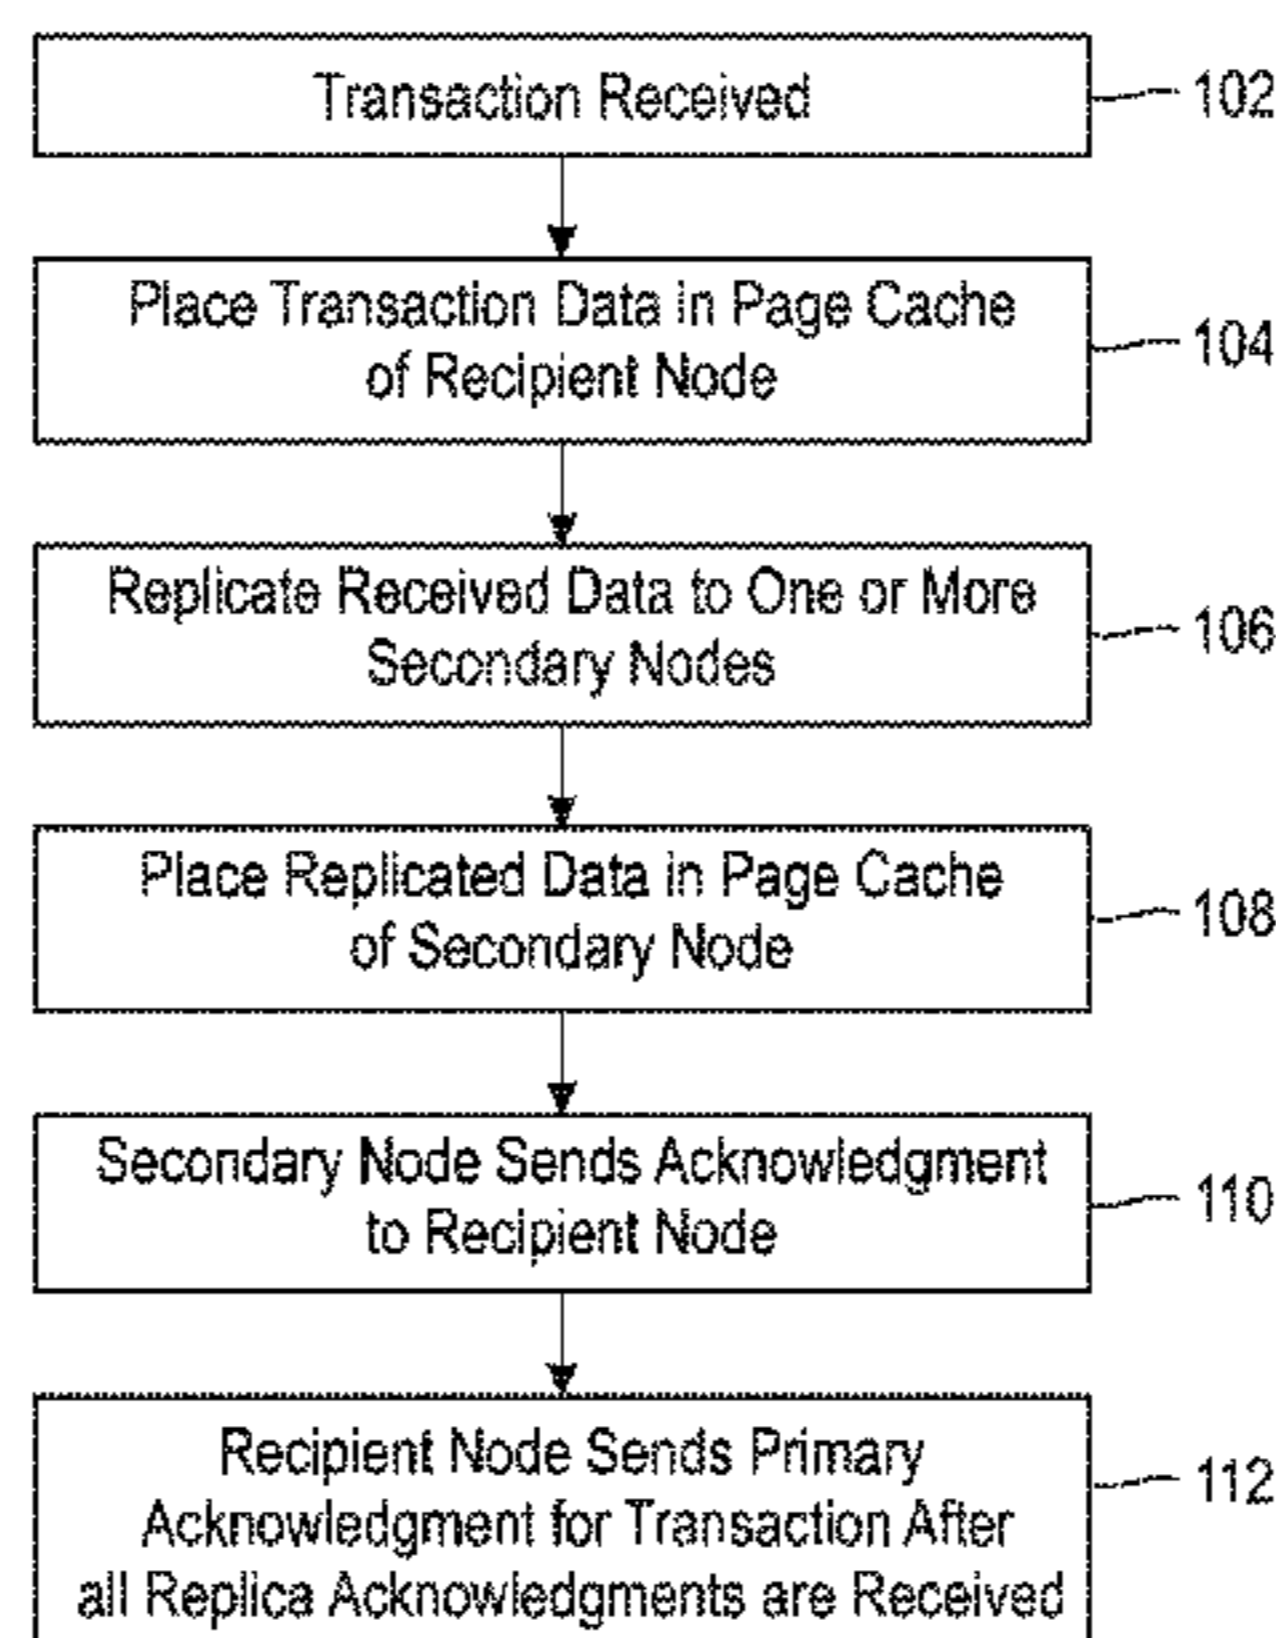 Transaction Received
102
Place Transaction Data in Page Cache
of Recipient Node
104
Replicate Received Data to One or More
Secondary Nodes
106
Place Replicated Data in Page Cache
of Secondary Node
108
Secondary Node Sends Acknowledgment
to Recipient Node
110
Recipient Node Sends Primary
Acknowledgment for Transaction After
all Replica Acknowledgments are Received
112